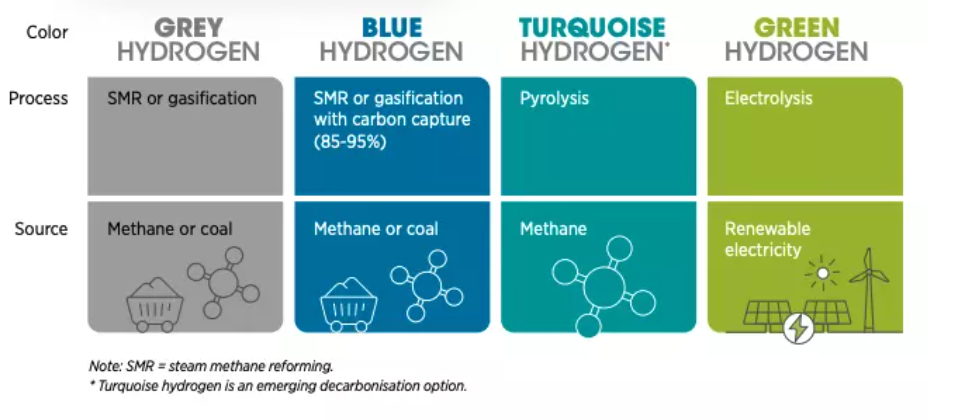 Color
GREY
HYDROGEN
BLUE
HYDROGEN
TURQUOISE
HYDROGEN*
GREEN
HYDROGEN
Process
SMR or gasification
SMR or gasification
with carbon capture
(85-95%)
Pyrolysis
Electrolysis
Source
Methane or coal
Methane or coal
Methane
Renewable
electricity
Note: SMR = steam methane reforming.
* Turquoise hydrogen is an emerging decarbonisation option.